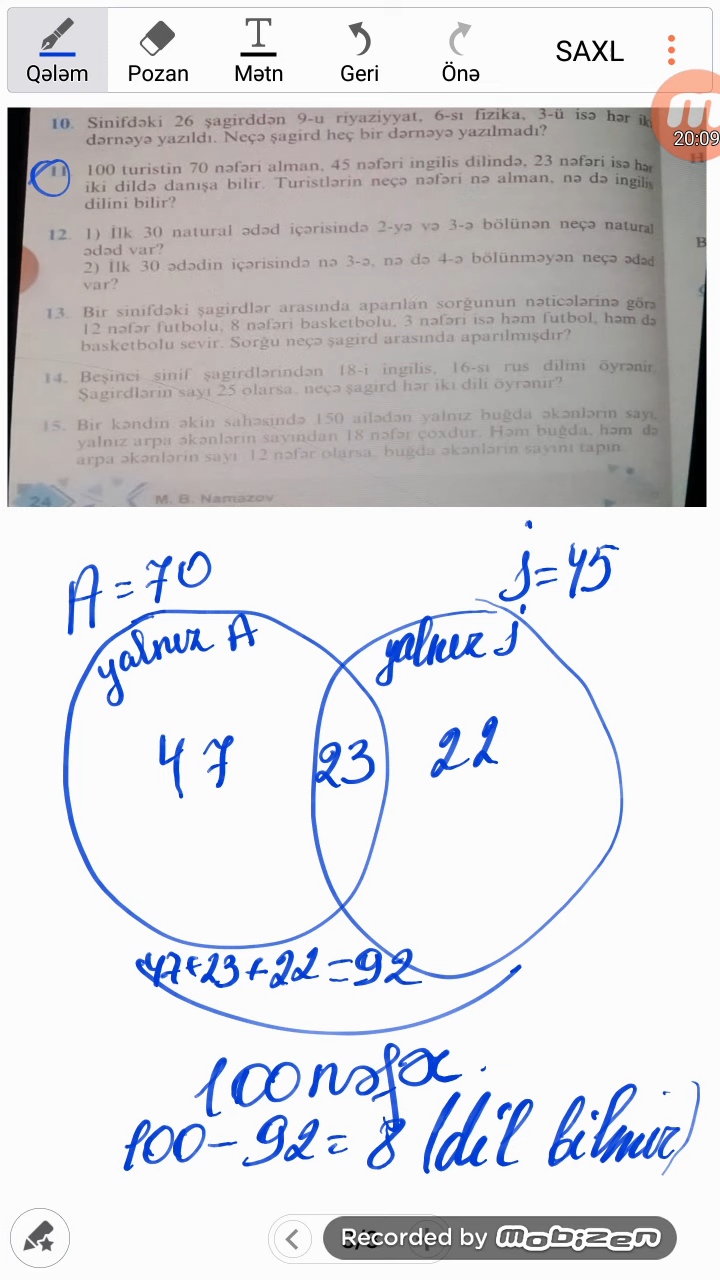 Qələm Pozan Mətn Geri Önə SAXL
20:09
10. Sinifdəki 26 şagirddən 9-u riyaziyyat, 6-sı fizika, 3-ü isə hər iki
dərnəyə yazıldı. Neçə şagird heç bir dərnəyə yazılmadı?
11 100 turistin 70 nəfəri alman, 45 nəfəri ingilis dilində, 23 nəfəri isə hər
iki dildə danışa bilir. Turistlərin neçə nəfəri nə alman, nə də ingilis
dilini bilir?
12. 1) İlk 30 natural ədəd içərisində 2-yə və 3-ə bölünən neçə natural
ədəd var?
2) İlk 30 ədədin içərisində nə 3-ə, nə də 4-ə bölünməyən neçə ədəd
var?
13. Bir sinifdəki şagirdlər arasında aparılan sorğunun nəticələrinə görə
12 nəfər futbolu, 8 nəfəri basketbolu, 3 nəfəri isə həm futbol, həm də
basketbolu sevir. Sorğu neçə şagird arasında aparılmışdır?
14. Beşinci sinif şagirdlərindən 18-i ingilis, 16-sı rus dilini öyrənir.
Şagirdlərin sayı 25 olarsa, neçə şagird hər iki dili öyrənir?
15. Bir kəndin əkin sahəsində 150 ailədən yalnız buğda əkənlərin sayı,
yalnız arpa əkənlərin sayından 18 nəfər çoxdur. Həm buğda, həm də
arpa əkənlərin sayı 12 nəfər olarsa, buğda əkənlərin sayını tapın.
24 M. B. Namazov
A = 70 j = 45
yalnız A yalnız j
47 23 22
47+23+22=92
100 nəfər.
100-92=8 (dil bilmir)
Recorded by mobizen